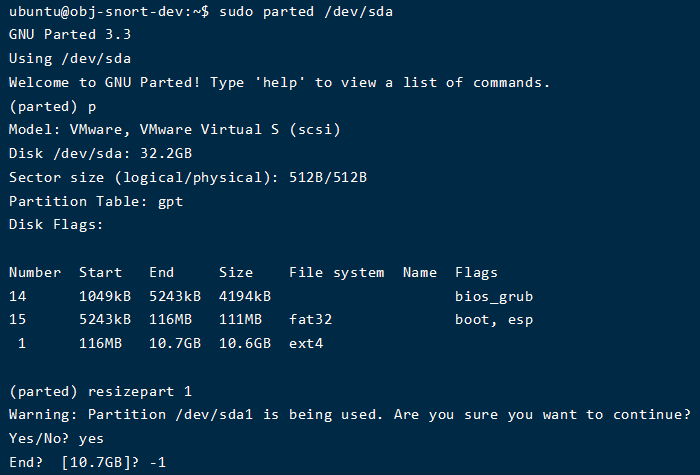 ubuntu@obj-snort-dev:~$ sudo parted /dev/sda
GNU Parted 3.3
Using /dev/sda
Welcome to GNU Parted! Type 'help' to view a list of commands.
(parted) p
Model: VMware, VMware Virtual S (scsi)
Disk /dev/sda: 32.2GB
Sector size (logical/physical): 512B/512B
Partition Table: gpt
Disk Flags:
Number  Start   End     Size    File system  Name  Flags
14      1049kB  5243kB  4194kB                     bios_grub
15      5243kB  116MB   111MB   fat32              boot, esp
 1      116MB   10.7GB  10.6GB  ext4
(parted) resizepart 1
Warning: Partition /dev/sda1 is being used. Are you sure you want to continue?
Yes/No? yes
End?  [10.7GB]? -1